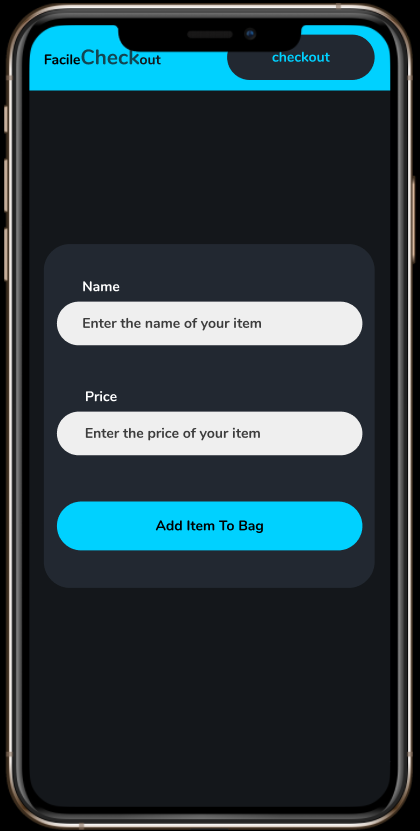 FacileCheckout
checkout
Name
Enter the name of your item
Price
Enter the price of your item
Add Item To Bag